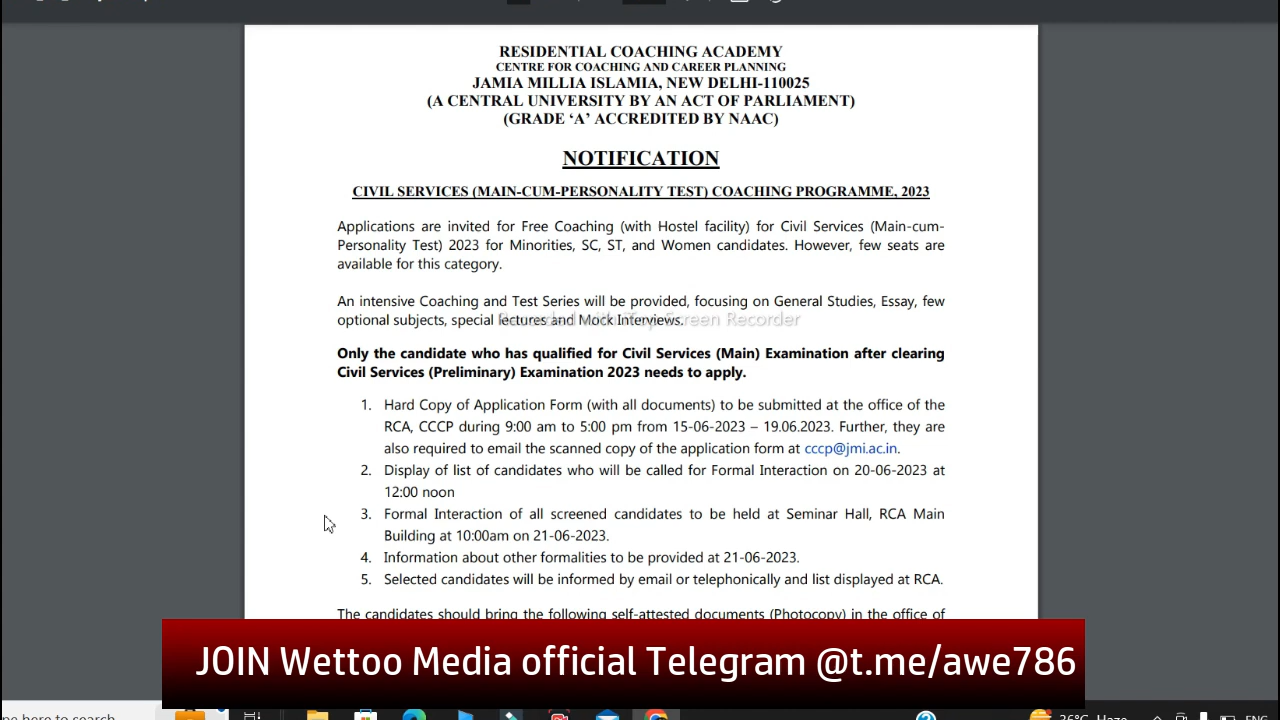 RESIDENTIAL COACHING ACADEMY
CENTRE FOR COACHING AND CAREER PLANNING
JAMIA MILLIA ISLAMIA, NEW DELHI-110025
(A CENTRAL UNIVERSITY BY AN ACT OF PARLIAMENT)
(GRADE ‘A’ ACCREDITED BY NAAC)
NOTIFICATION
CIVIL SERVICES (MAIN-CUM-PERSONALITY TEST) COACHING PROGRAMME, 2023
Applications are invited for Free Coaching (with Hostel facility) for Civil Services (Main-cum-
Personality Test) 2023 for Minorities, SC, ST, and Women candidates. However, few seats are
available for this category.
An intensive Coaching and Test Series will be provided, focusing on General Studies, Essay, few
optional subjects, special lectures and Mock Interviews.
Recorded with iTop Screen Recorder
Only the candidate who has qualified for Civil Services (Main) Examination after clearing
Civil Services (Preliminary) Examination 2023 needs to apply.
1. Hard Copy of Application Form (with all documents) to be submitted at the office of the
RCA, CCCP during 9:00 am to 5:00 pm from 15-06-2023 – 19.06.2023. Further, they are
also required to email the scanned copy of the application form at cccp@jmi.ac.in.
2. Display of list of candidates who will be called for Formal Interaction on 20-06-2023 at
12:00 noon
3. Formal Interaction of all screened candidates to be held at Seminar Hall, RCA Main
Building at 10:00am on 21-06-2023.
4. Information about other formalities to be provided at 21-06-2023.
5. Selected candidates will be informed by email or telephonically and list displayed at RCA.
The candidates should bring the following self-attested documents (Photocopy) in the office of
JOIN Wettoo Media official Telegram @t.me/awe786
here to search
36°C Haze
ENG